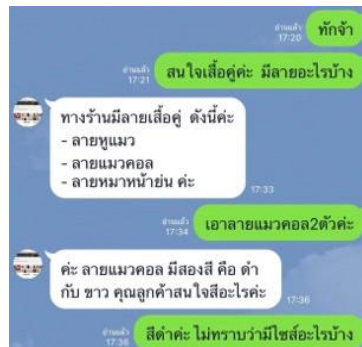 ทักจ้า
อ่านแล้ว
17:20
สนใจเสื้อคู่ค่ะ มีลายอะไรบ้าง
อ่านแล้ว
17:21
ทางร้านมีลายเสื้อคู่ ดังนี้ค่ะ
- ลายหูแมว
- ลายแมวคอล
- ลายหมาหน้าย่น ค่ะ
17:33
เอาลายแมวคอล2ตัวค่ะ
อ่านแล้ว
17:34
ค่ะ ลายแมวคอล มีสองสี คือ ดำ
กับ ขาว คุณลูกค้าสนใจสีอะไรค่ะ
17:36
สีดำค่ะ ไม่ทราบว่ามีไซส์อะไรบ้าง
อ่านแล้ว
17:36